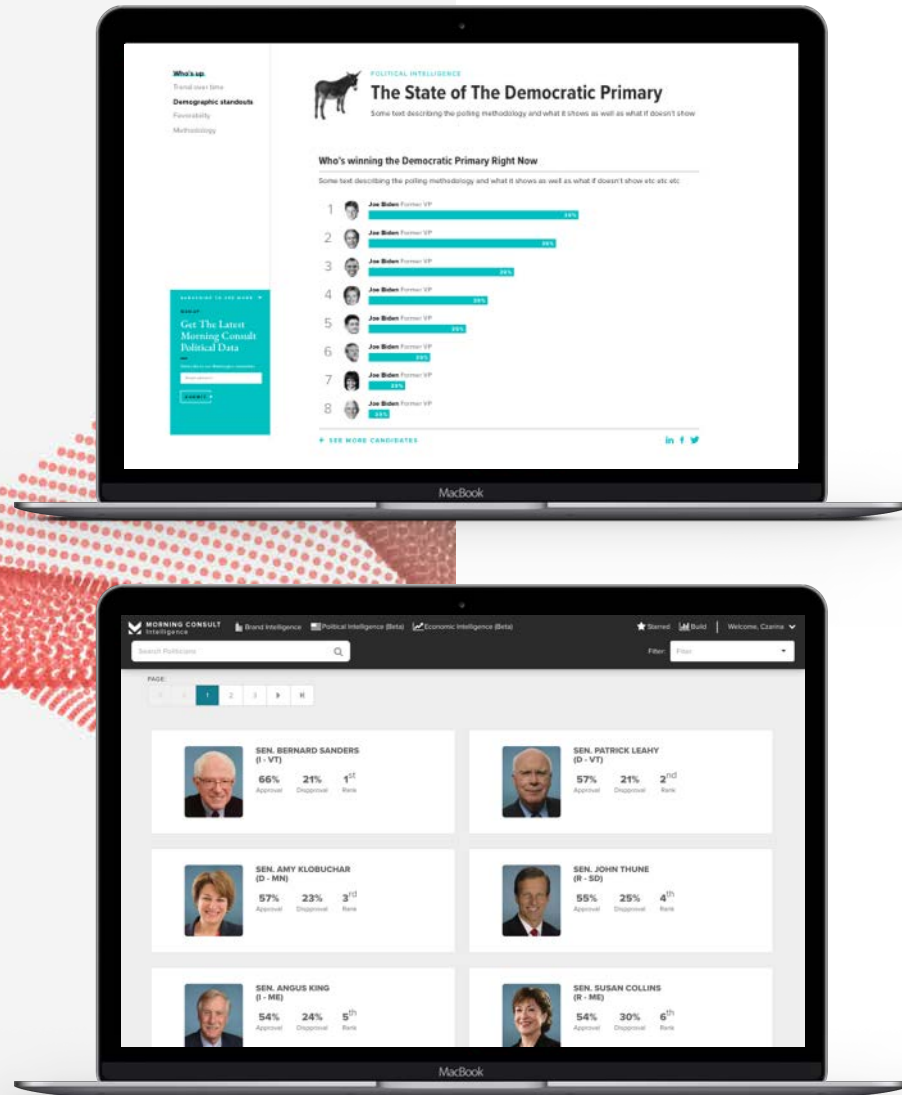 Who's up
Trend over time
Demographic standouts
Favorability
Methodology
POLITICAL INTELLIGENCE
The State of The Democratic Primary
Some text describing the polling methodology and what it shows as well as what if doesn't show
Who's winning the Democratic Primary Right Now
Some text describing the polling methodology and what it shows as well as what if doesn't show etc etc etc
1 Joe Biden Former VP
2 Joe Biden Former VP
3 Joe Biden Former VP
4 Joe Biden Former VP
5 Joe Biden Former VP
6 Joe Biden Former VP
7 Joe Biden Former VP
8 Joe Biden Former VP
+ SEE MORE CANDIDATES
in f
SUBSCRIBE TO SEE MORE
SIGN UP
Get The Latest
Morning Consult
Political Data
SUBMIT
MacBook
MORNING CONSULT
Intelligence
Brand Intelligence
Political Intelligence (Beta)
Economic Intelligence (Beta)
Starred
Build
Welcome, Czarina
Search Politicians
Filter: Filter
PAGE:
1 2 3
SEN. BERNARD SANDERS
(I - VT)
66% 21% 1st
Approval Disapproval Rank
SEN. PATRICK LEAHY
(D - VT)
57% 21% 2nd
Approval Disapproval Rank
SEN. AMY KLOBUCHAR
(D - MN)
57% 23% 3rd
Approval Disapproval Rank
SEN. JOHN THUNE
(R - SD)
55% 25% 4th
Approval Disapproval Rank
SEN. ANGUS KING
(I - ME)
54% 24% 5th
Approval Disapproval Rank
SEN. SUSAN COLLINS
(R - ME)
54% 30% 6th
Approval Disapproval Rank
MacBook